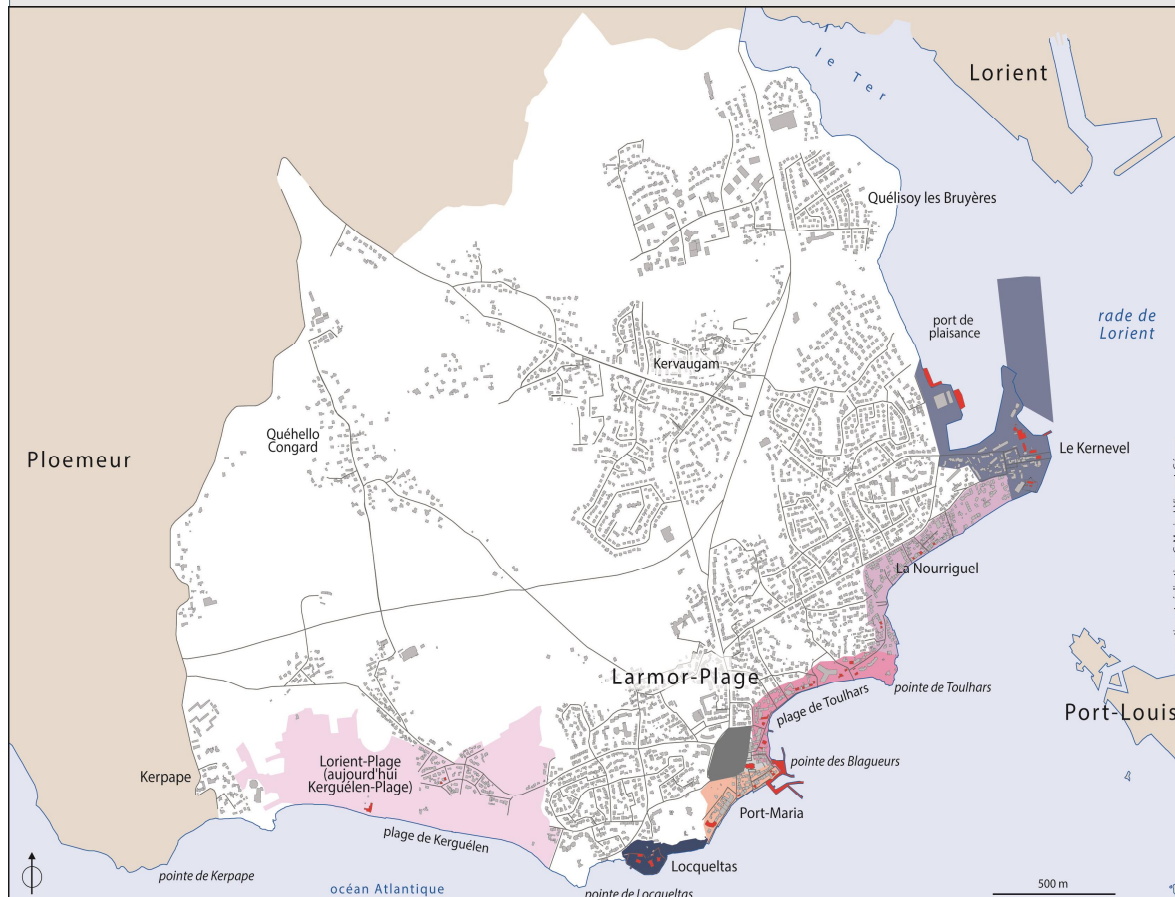 Lorient
le Ter
Quélisoy les Bruyères
port de
plaisance
rade de
Lorient
Kervaugam
Quéhello
Congard
Le Kernevel
Ploemeur
La Nourriguel
Larmor-Plage
pointe de Toulhars
plage de Toulhars
Port-Louis
pointe des Blagueurs
Lorient-Plage
(aujourd'hui
Kerguélen-Plage)
Kerpape
Port-Maria
plage de Kerguélen
Locqueltas
pointe de Kerpape
océan Atlantique
pointe de Locqueltas
500 m